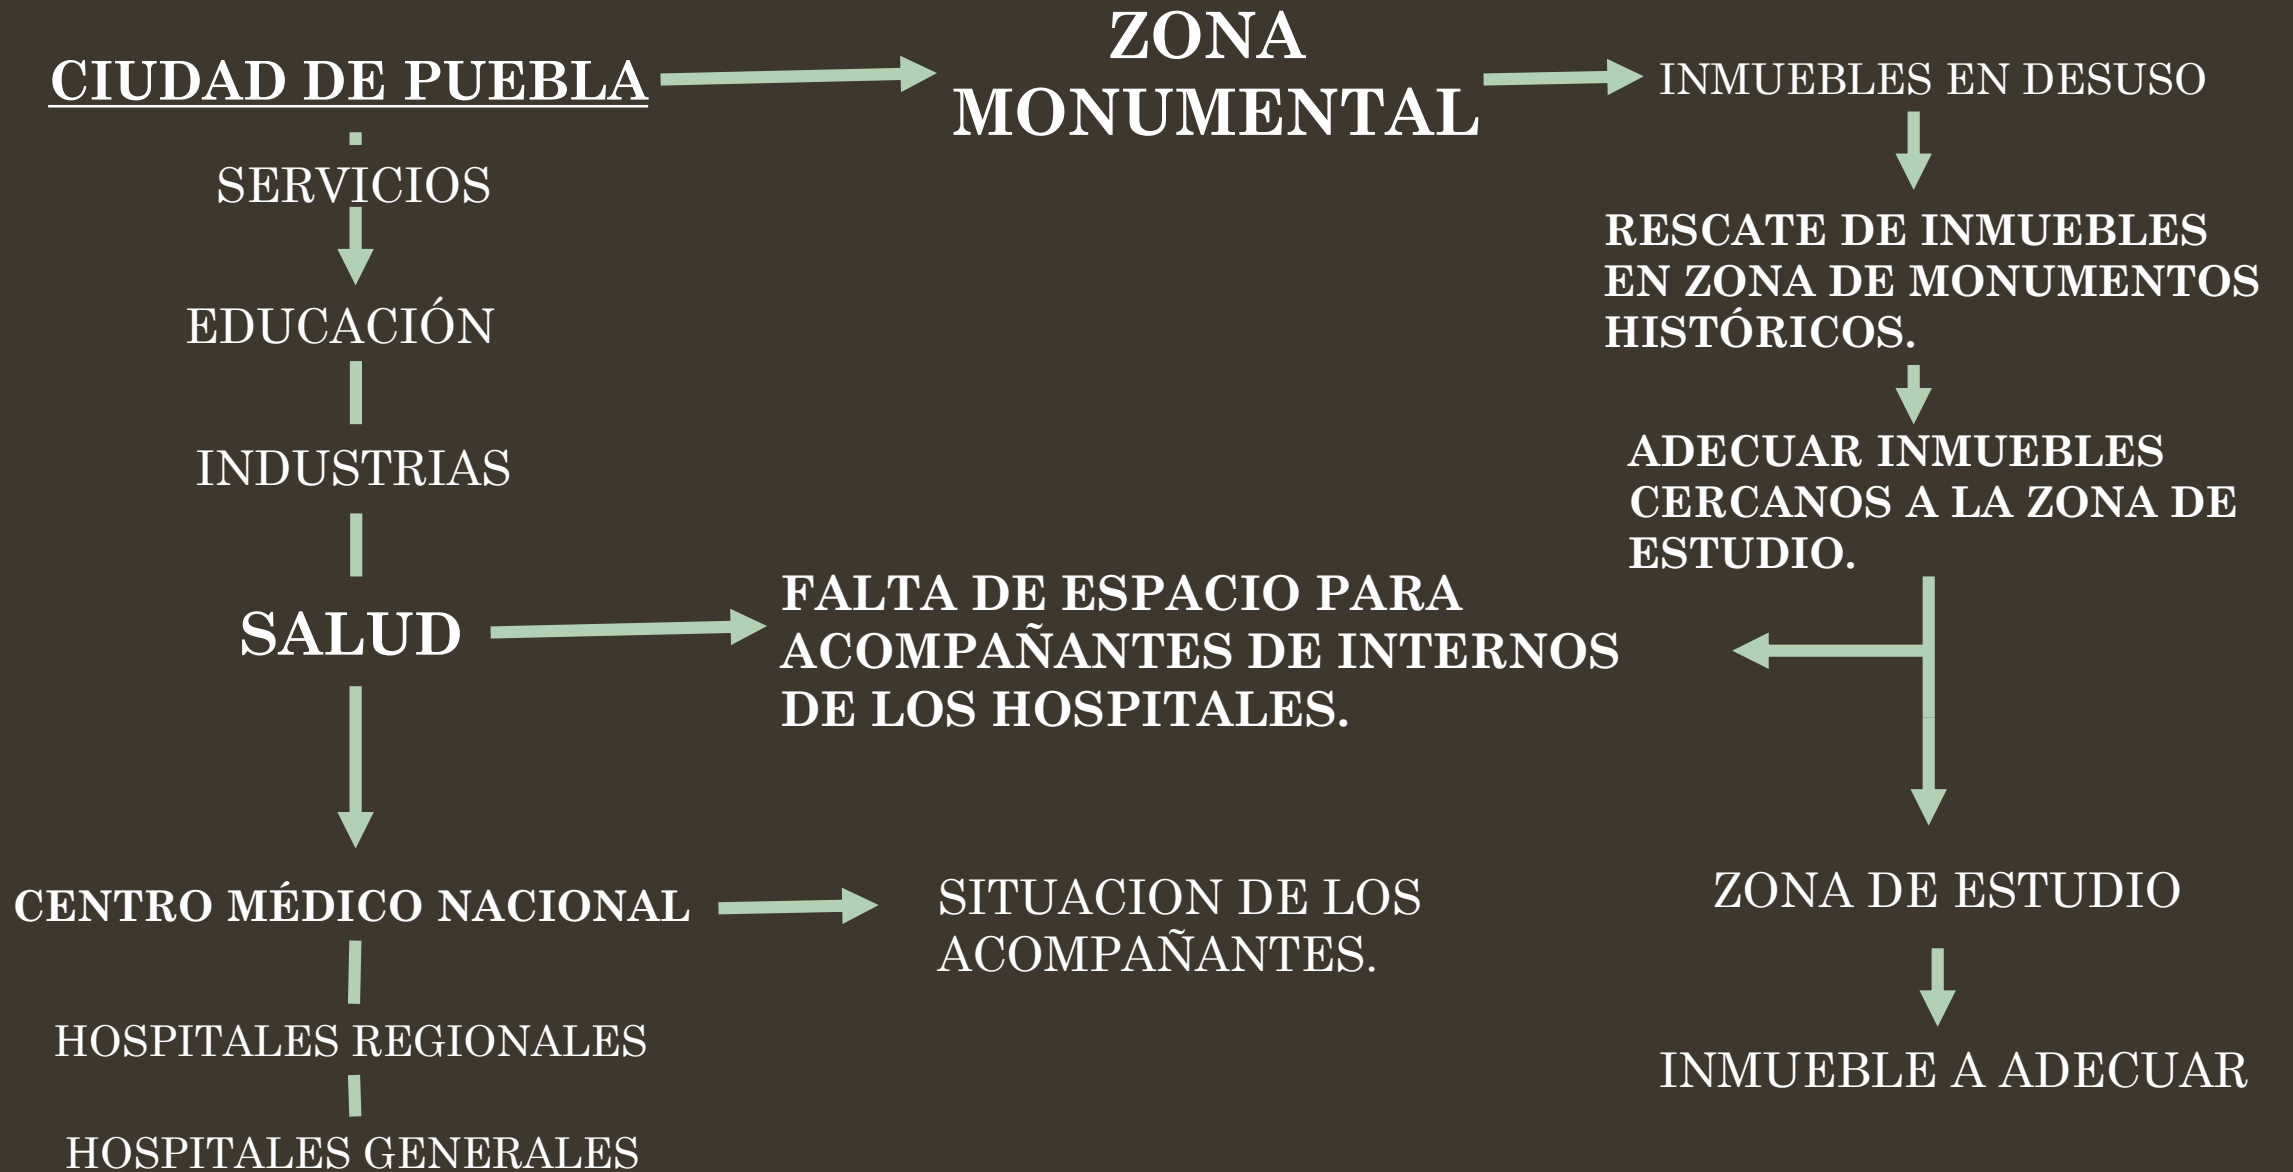 CIUDAD DE PUEBLA
ZONA
MONUMENTAL
INMUEBLES EN DESUSO
SERVICIOS
EDUCACIÓN
INDUSTRIAS
SALUD
RESCATE DE INMUEBLES
EN ZONA DE MONUMENTOS
HISTÓRICOS.
ADECUAR INMUEBLES
CERCANOS A LA ZONA DE
ESTUDIO.
FALTA DE ESPACIO PARA
ACOMPAÑANTES DE INTERNOS
DE LOS HOSPITALES.
CENTRO MÉDICO NACIONAL
SITUACION DE LOS
ACOMPAÑANTES.
ZONA DE ESTUDIO
HOSPITALES REGIONALES
INMUEBLE A ADECUAR
HOSPITALES GENERALES